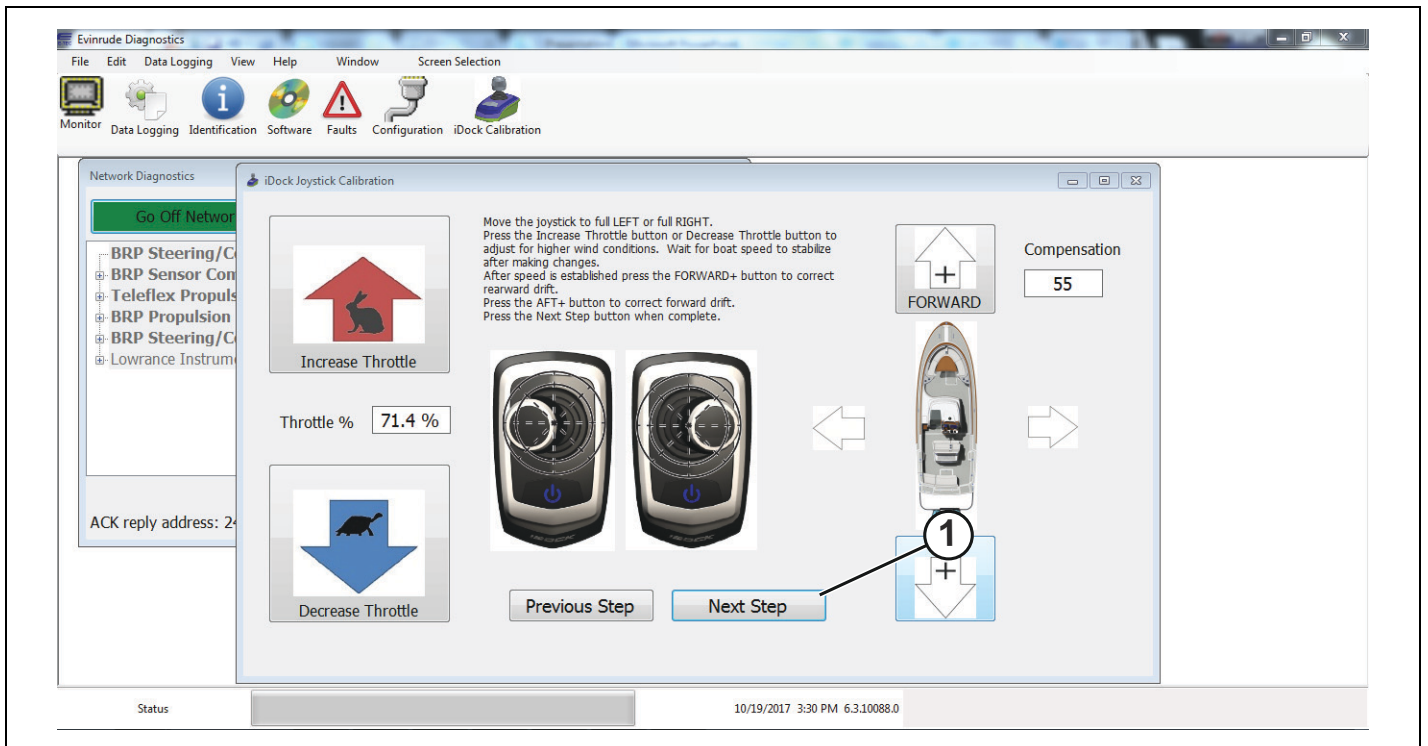 Evinrude Diagnostics
File Edit Data Logging View Help Window Screen Selection
Monitor Data Logging Identification Software Faults Configuration iDock Calibration
Network Diagnostics
Go Off Networ
BRP Steering/C
BRP Sensor Con
Teleflex Propuls
BRP Propulsion
BRP Steering/C
Lowrance Instrume
ACK reply address: 24
iDock Joystick Calibration
Increase Throttle
Throttle % 71.4 %
Decrease Throttle
Move the joystick to full LEFT or full RIGHT.
Press the Increase Throttle button or Decrease Throttle button to
adjust for higher wind conditions. Wait for boat speed to stabilize
after making changes.
After speed is established press the FORWARD+ button to correct
rearward drift.
Press the AFT+ button to correct forward drift.
Press the Next Step button when complete.
Previous Step Next Step
+
FORWARD
Compensation
55
1
+
Status 10/19/2017 3:30 PM 6.3.10088.0